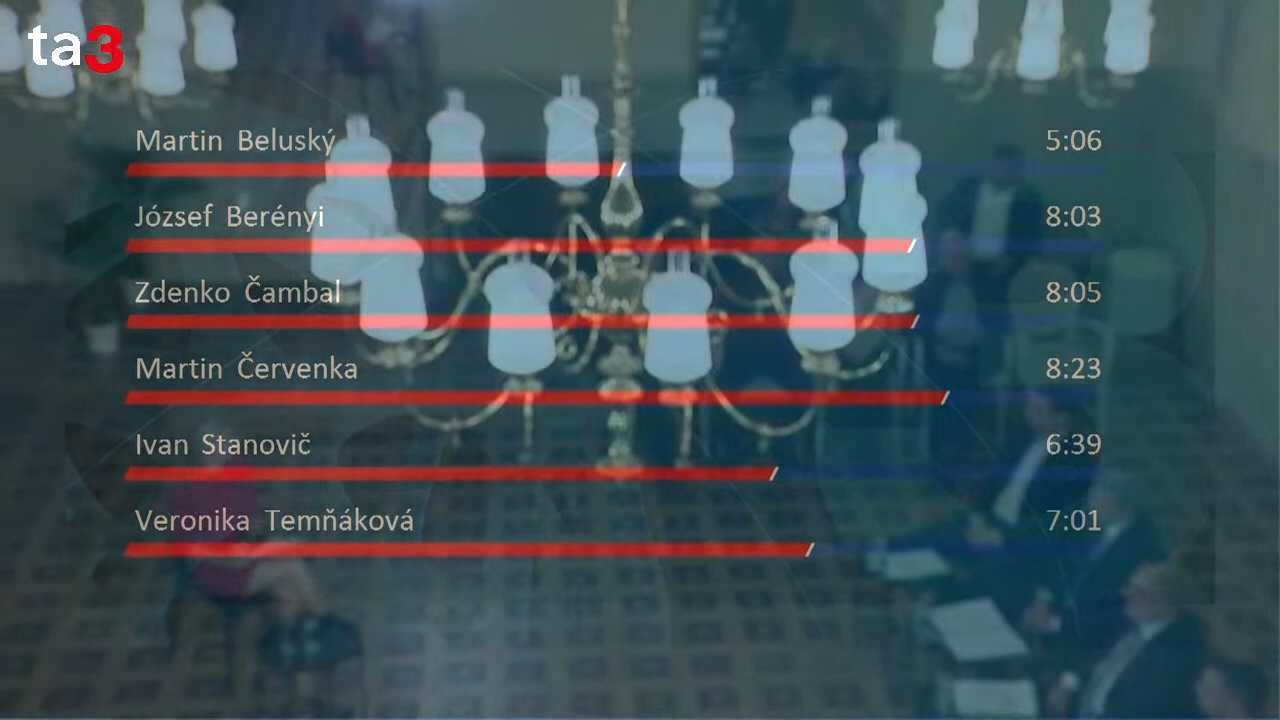 ta3
Martin Beluský 5:06
József Berényi 8:03
Zdenko Čambal 8:05
Martin Červenka 8:23
Ivan Stanovič 6:39
Veronika Temňáková 7:01